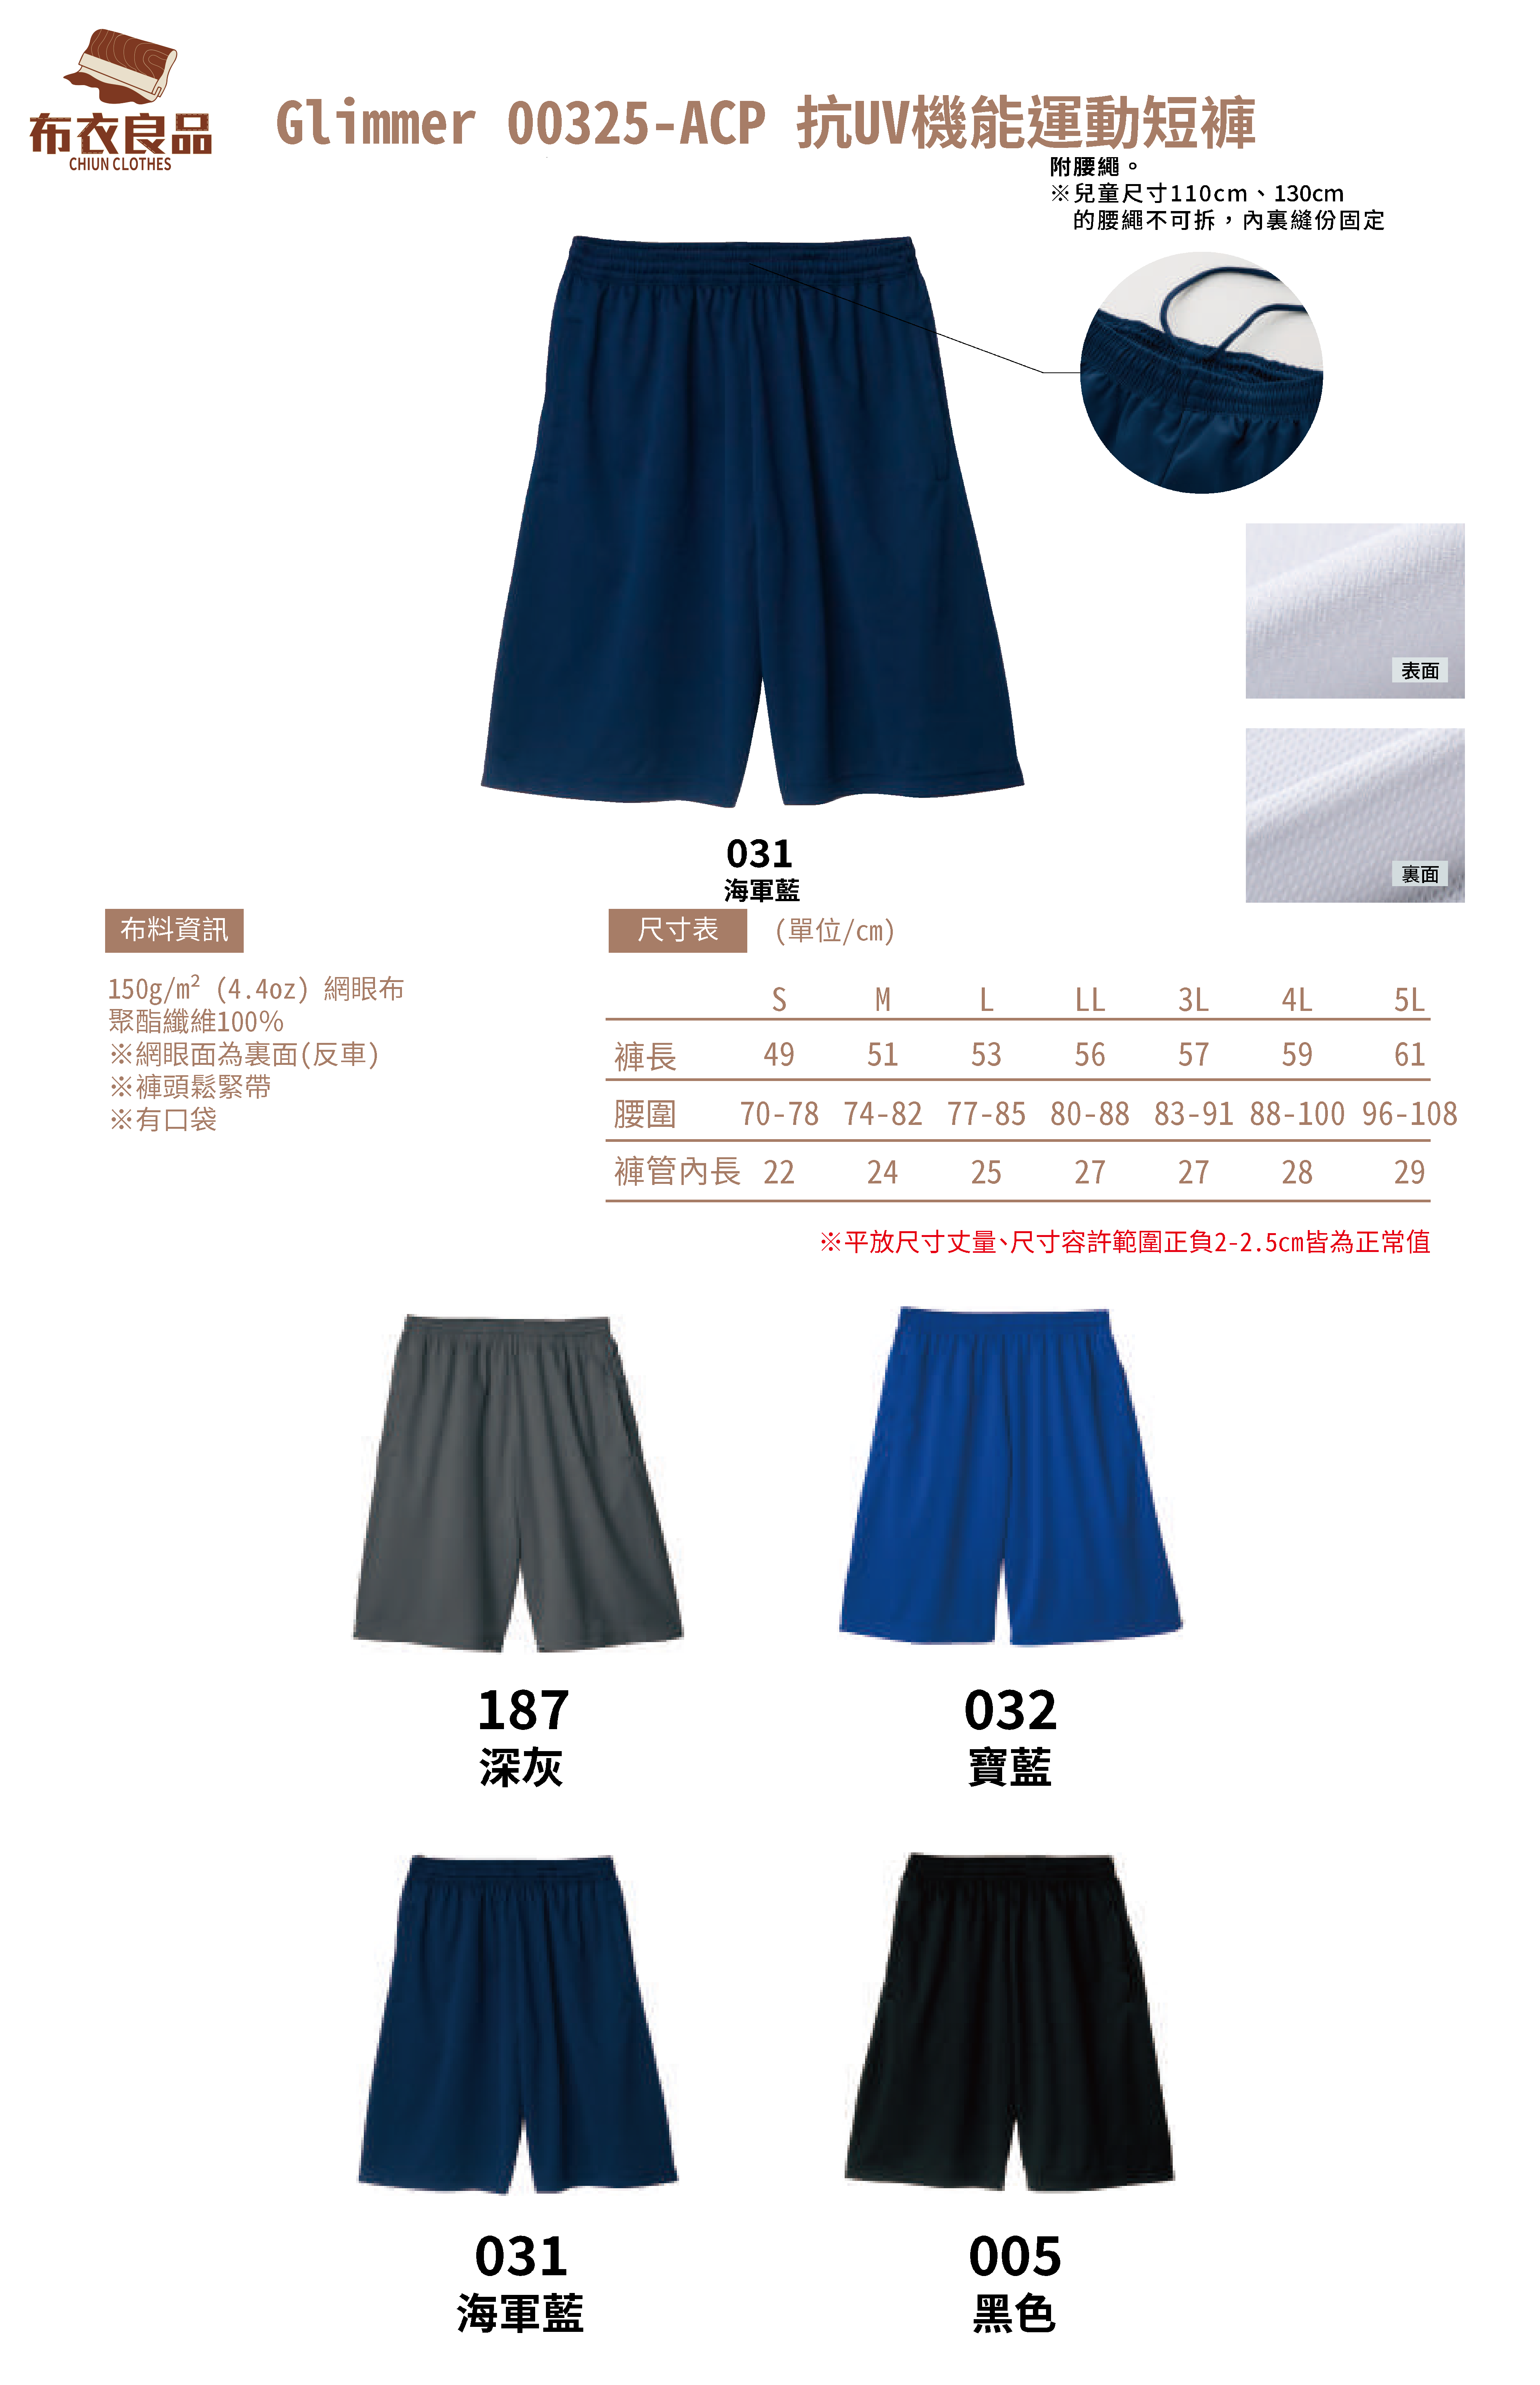 布衣良品
CHIUN CLOTHES
Glimmer 00325-ACP 抗UV機能運動短褲
附腰繩。
※兒童尺寸110cm、130cm
的腰繩不可拆，內裏縫份固定
表面
裏面
031
海軍藍
布料資訊
150g/m² (4.4oz) 網眼布
聚酯纖維100%
※網眼面為裏面(反車)
※褲頭鬆緊帶
※有口袋
尺寸表 (單位/cm)
S M L LL 3L 4L 5L
褲長 49 51 53 56 57 59 61
腰圍 70-78 74-82 77-85 80-88 83-91 88-100 96-108
褲管內長 22 24 25 27 27 28 29
※平放尺寸丈量、尺寸容許範圍正負2-2.5cm皆為正常值
187
深灰
032
寶藍
031
海軍藍
005
黑色